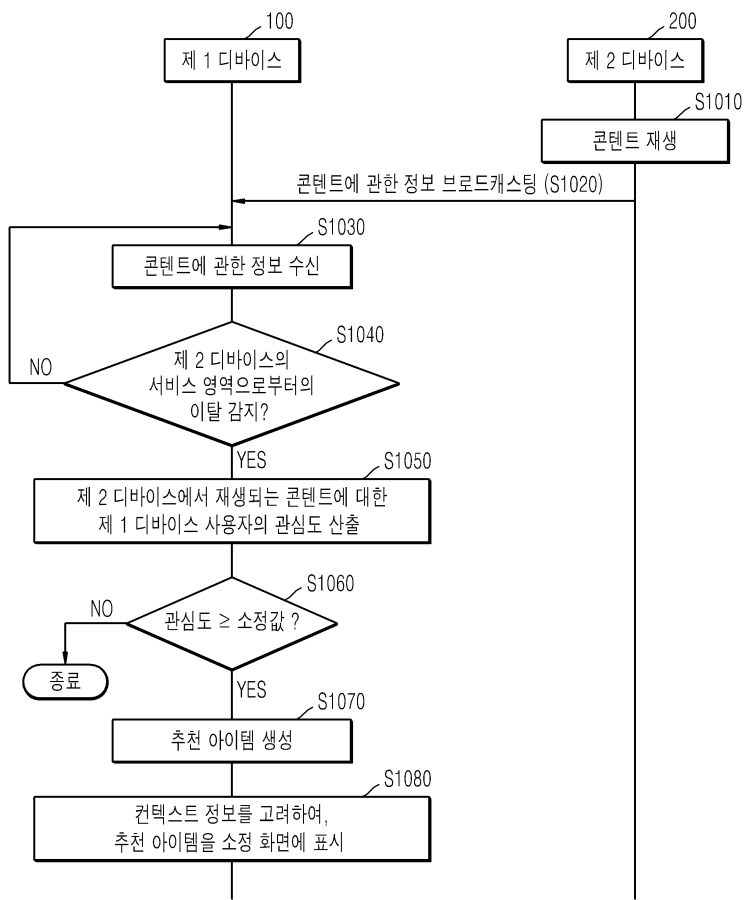 100
제 1 디바이스
200
제 2 디바이스
S1010
콘텐트 재생
콘텐트에 관한 정보 브로드캐스팅 (S1020)
S1030
콘텐트에 관한 정보 수신
S1040
제 2 디바이스의
서비스 영역으로부터의
이탈 감지?
NO
YES
S1050
제 2 디바이스에서 재생되는 콘텐트에 대한
제 1 디바이스 사용자의 관심도 산출
S1060
관심도 ≥ 소정값 ?
NO
종료
YES
S1070
추천 아이템 생성
S1080
컨텍스트 정보를 고려하여,
추천 아이템을 소정 화면에 표시